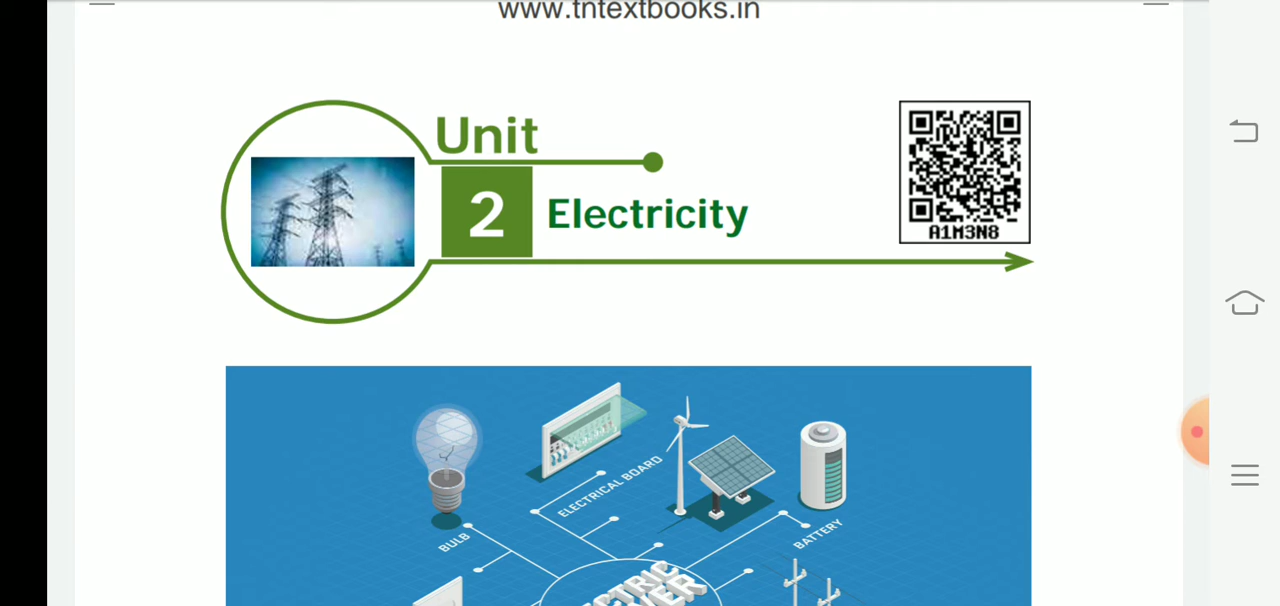 www.tntextbooks.in
Unit
2
Electricity
A1M3N8
ELECTRICAL BOARD
BULB
BATTERY